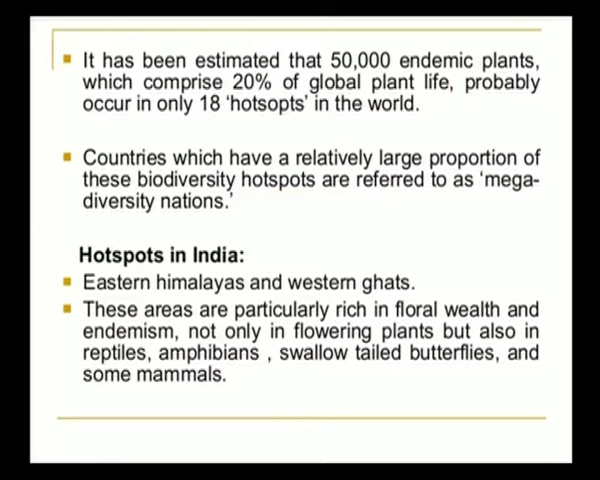 It has been estimated that 50,000 endemic plants,
which comprise 20% of global plant life, probably
occur in only 18 'hotsopts' in the world.
Countries which have a relatively large proportion of
these biodiversity hotspots are referred to as 'mega-
diversity nations.'
Hotspots in India:
Eastern himalayas and western ghats.
These areas are particularly rich in floral wealth and
endemism, not only in flowering plants but also in
reptiles, amphibians , swallow tailed butterflies, and
some mammals.